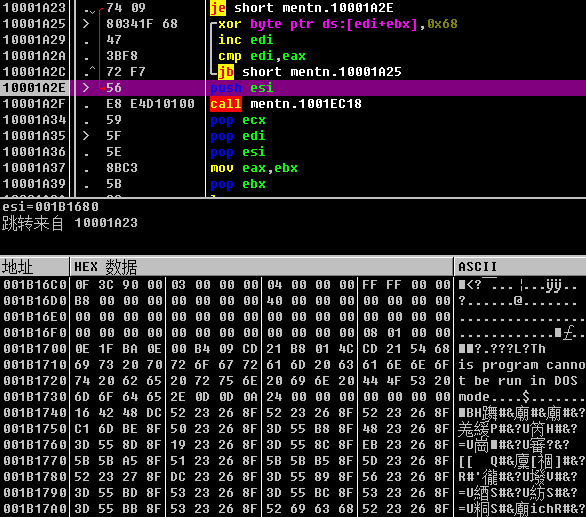 10001A23 . 74 09 je short mentn.10001A2E
10001A25 > 80341F 68 xor byte ptr ds:[edi+ebx],0x68
10001A29 . 47 inc edi
10001A2A . 3BF8 cmp edi,eax
10001A2C . 72 F7 jb short mentn.10001A25
10001A2E > 56 push esi
10001A2F . E8 E4D10100 call mentn.1001EC18
10001A34 . 59 pop ecx
10001A35 > 5F pop edi
10001A36 . 5E pop esi
10001A37 . 8BC3 mov eax,ebx
10001A39 . 5B pop ebx
esi=001B1680
跳转来自 10001A23
地址 HEX 数据 ASCII
001B16C0 0F 3C 90 00 03 00 00 00 04 00 00 00 FF FF 00 00
001B16D0 B8 00 00 00 00 00 00 00 40 00 00 00 00 00 00 00 ?......@.......
001B16E0 00 00 00 00 00 00 00 00 00 00 00 00 00 00 00 00 ................
001B16F0 00 00 00 00 00 00 00 00 00 00 00 00 08 01 00 00
001B1700 0E 1F BA 0E 00 B4 09 CD 21 B8 01 4C CD 21 54 68
001B1710 69 73 20 70 72 6F 67 72 61 6D 20 63 61 6E 6E 6F is program canno
001B1720 74 20 62 65 20 72 75 6E 20 69 6E 20 44 4F 53 20 t be run in DOS
001B1730 6D 6F 64 65 2E 0D 0D 0A 24 00 00 00 00 00 00 00 mode....$.......
001B1740 16 42 48 DC 52 23 26 8F 52 23 26 8F 52 23 26 8F
001B1750 C1 6D BE 8F 50 23 26 8F 3D 55 B8 8F 48 23 26 8F
001B1760 3D 55 8D 8F 19 23 26 8F 3D 55 8C 8F EB 23 26 8F
001B1770 5B 5B A5 8F 51 23 26 8F 5B 5B B5 8F 5D 23 26 8F
001B1780 52 23 27 8F DC 23 26 8F 3D 55 89 8F 56 23 26 8F
001B1790 3D 55 BD 8F 53 23 26 8F 3D 55 BC 8F 53 23 26 8F
001B17A0 3D 55 BB 8F 53 23 26 8F 52 69 63 68 52 23 26 8F